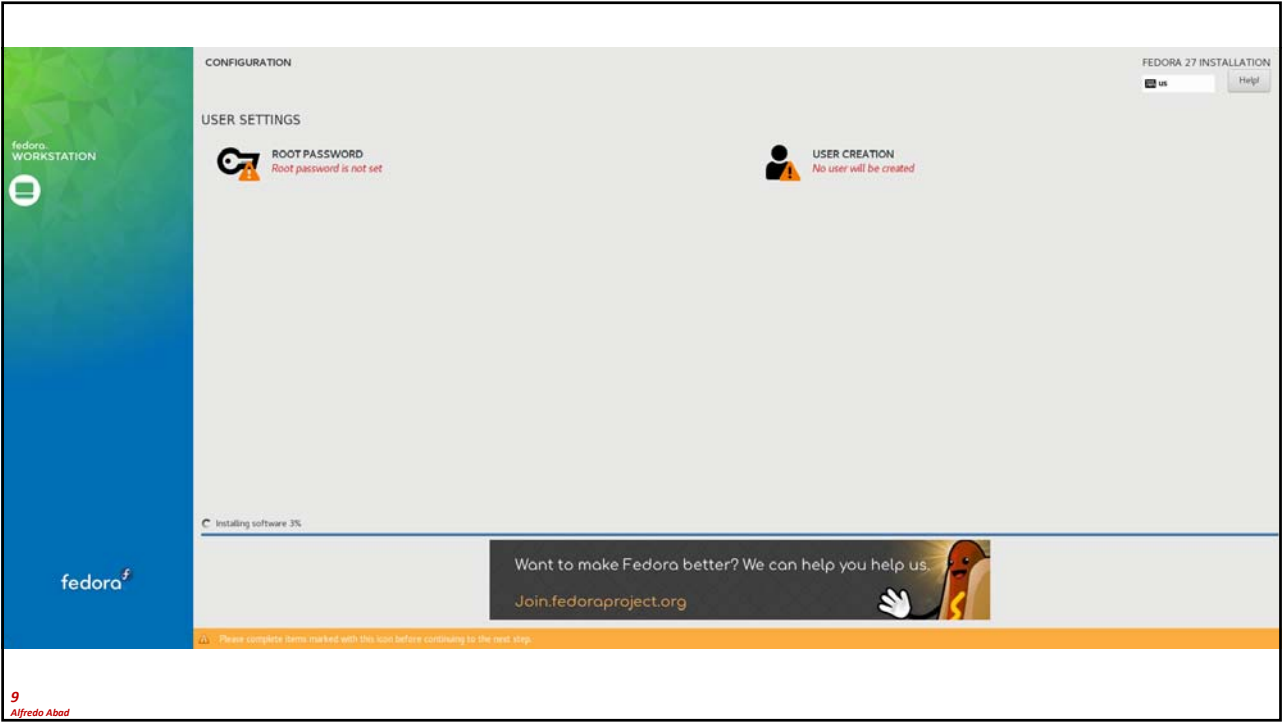 CONFIGURATION
FEDORA 27 INSTALLATION
us
Help!
USER SETTINGS
fedora.
WORKSTATION
ROOT PASSWORD
Root password is not set
USER CREATION
No user will be created
Installing software 3%
Want to make Fedora better? We can help you help us.
Join.fedoraproject.org
fedora
Please complete items marked with this icon before continuing to the next step.
9
Alfredo Abad